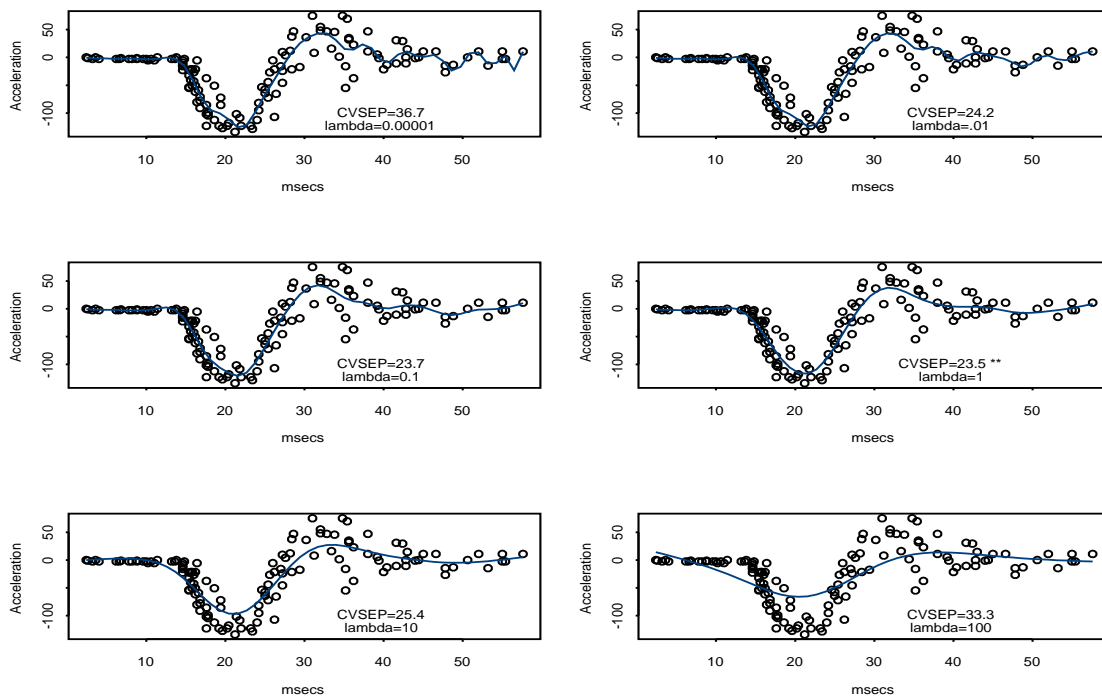 50
0
-100
Acceleration
CVSEP=36.7
lambda=0.00001
10 20 30 40 50
msecs
50
0
-100
Acceleration
CVSEP=24.2
lambda=.01
10 20 30 40 50
msecs
50
0
-100
Acceleration
CVSEP=23.7
lambda=0.1
10 20 30 40 50
msecs
50
0
-100
Acceleration
CVSEP=23.5 **
lambda=1
10 20 30 40 50
msecs
50
0
-100
Acceleration
CVSEP=25.4
lambda=10
10 20 30 40 50
msecs
50
0
-100
Acceleration
CVSEP=33.3
lambda=100
10 20 30 40 50
msecs